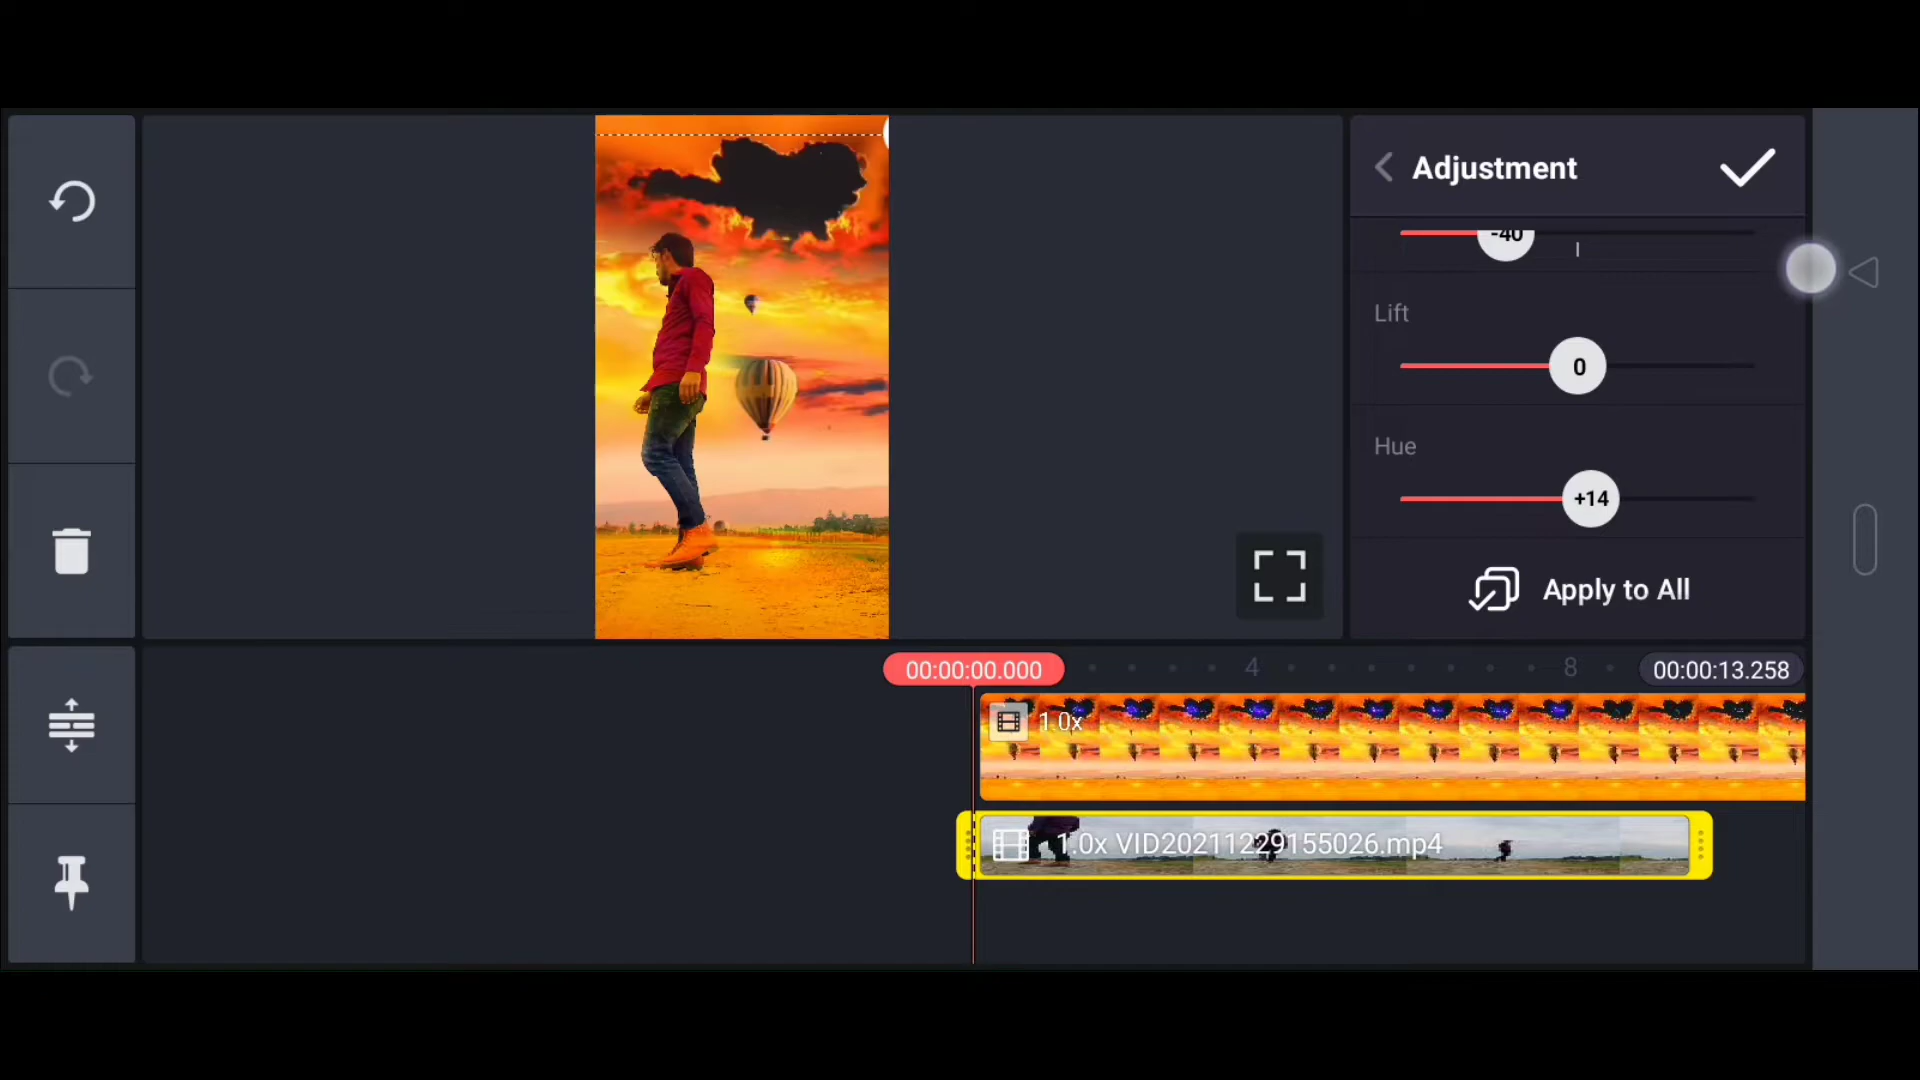 Adjustment
-40
Lift
0
Hue
+14
Apply to All
00:00:00.000
4
8
00:00:13.258
1.0x
1.0x VID20211229155026.mp4